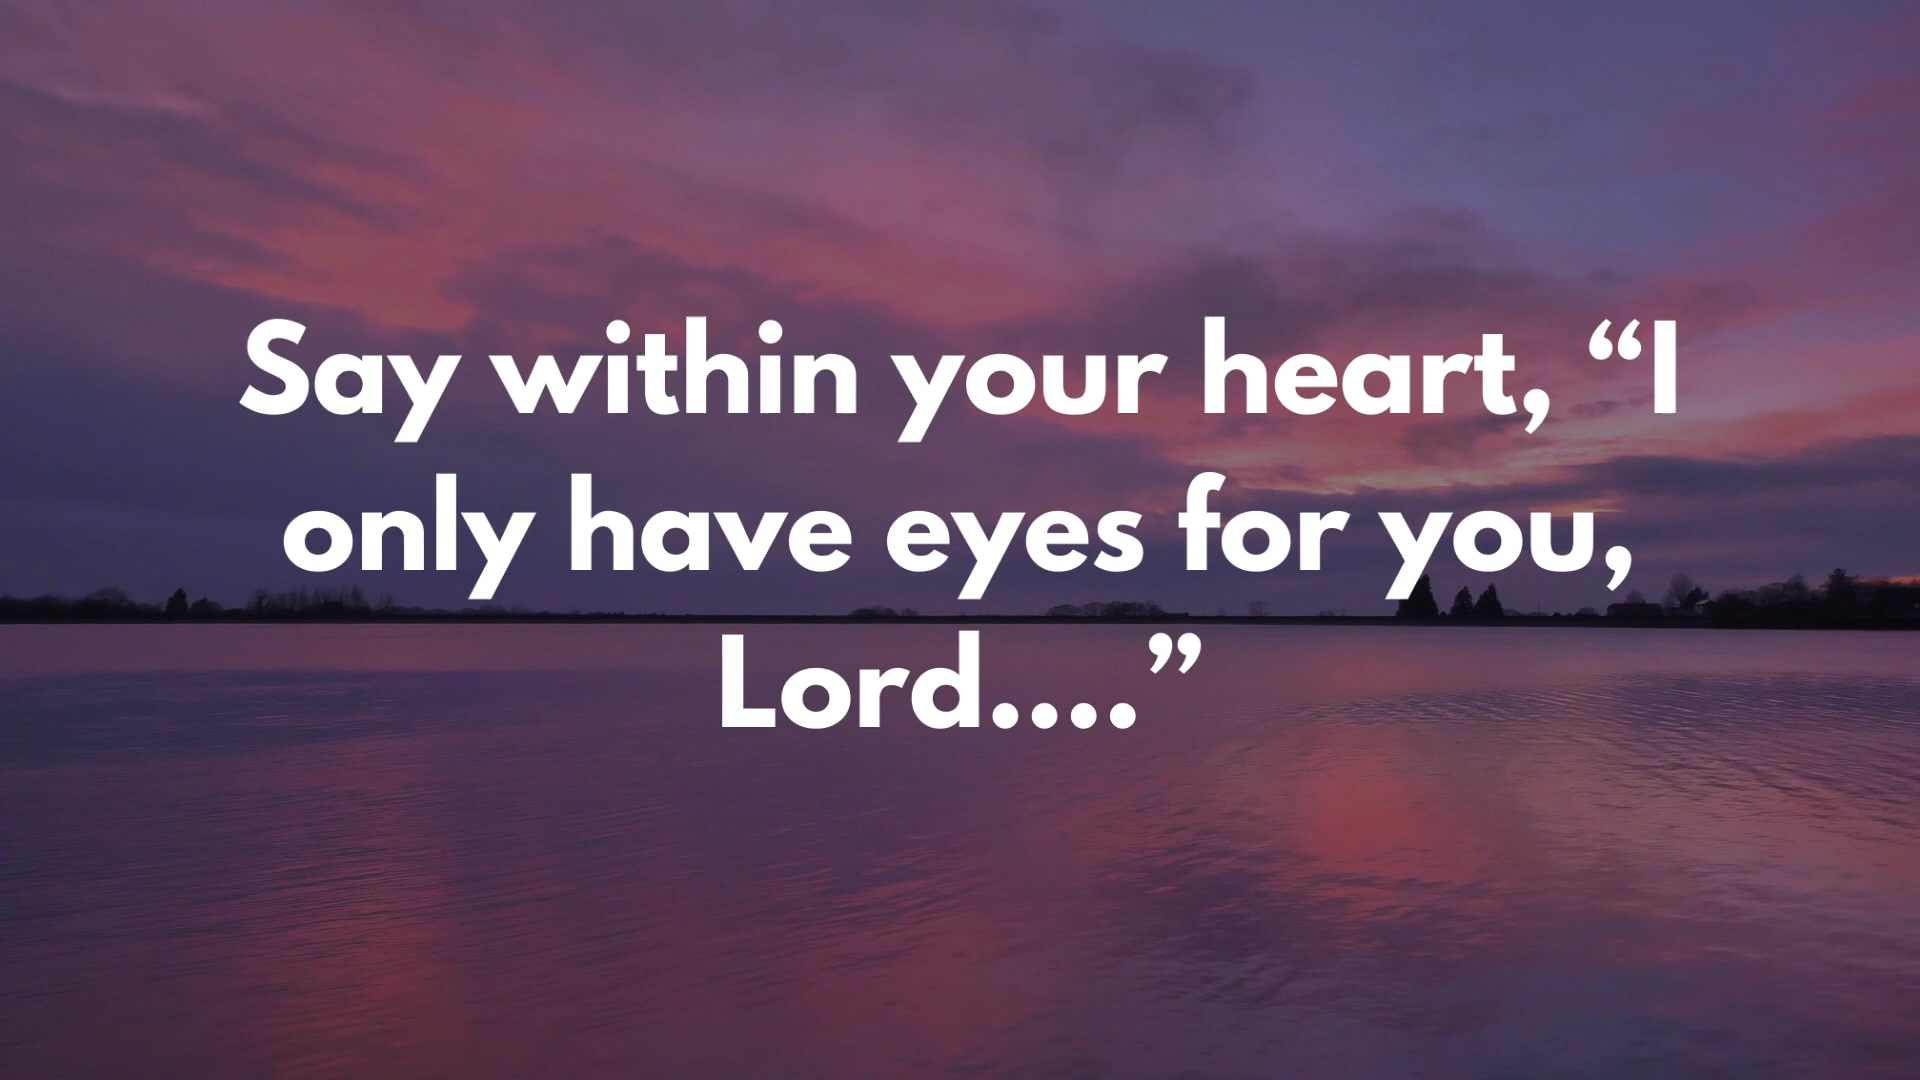 Say within your heart, “I
only have eyes for you,
Lord....”